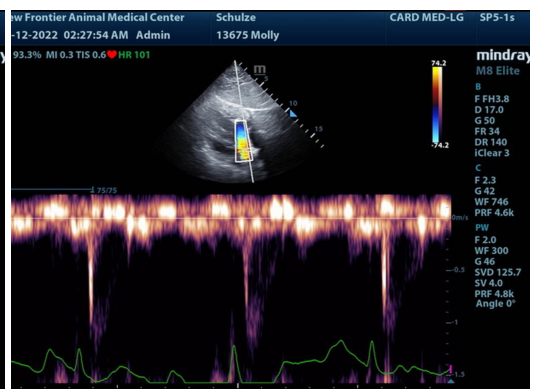 ew Frontier Animal Medical Center Schulze CARD MED-LG SP5-1s
-12-2022 02:27:54 AM Admin 13675 Molly
93.3% MI 0.3 TIS 0.6 HR 101
mindray
M8 Elite
m
5
10
15
74.2
-74.2
B
F FH3.8
D 17.0
G 50
FR 34
DR 140
iClear 3
C
F 2.3
G 42
WF 746
PRF 4.6k
PW
F 2.0
WF 300
G 46
SVD 125.7
SV 4.0
PRF 4.8k
Angle 0°
75/75
0m/s
-0.5
-1
-1.5